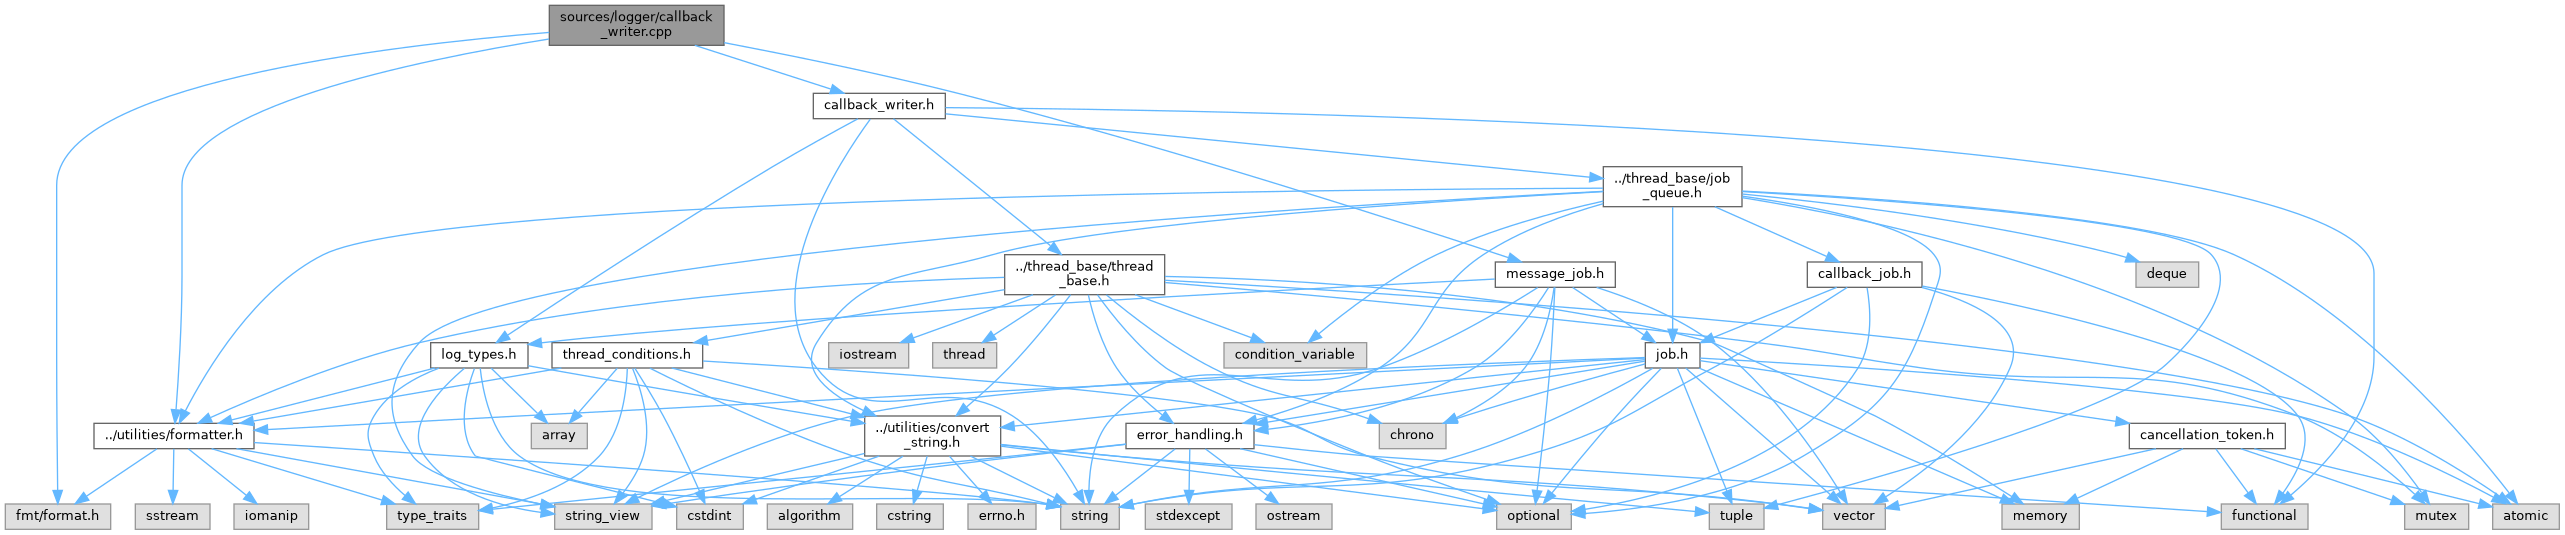 sources/logger/callback
_writer.cpp
callback_writer.h
../thread_base/job
_queue.h
../thread_base/thread
_base.h
message_job.h
callback_job.h
deque
log_types.h
thread_conditions.h
iostream
thread
condition_variable
job.h
../utilities/formatter.h
array
../utilities/convert
_string.h
error_handling.h
chrono
cancellation_token.h
fmt/format.h
sstream
iomanip
type_traits
string_view
cstdint
algorithm
cstring
errno.h
string
stdexcept
ostream
optional
tuple
vector
memory
functional
mutex
atomic